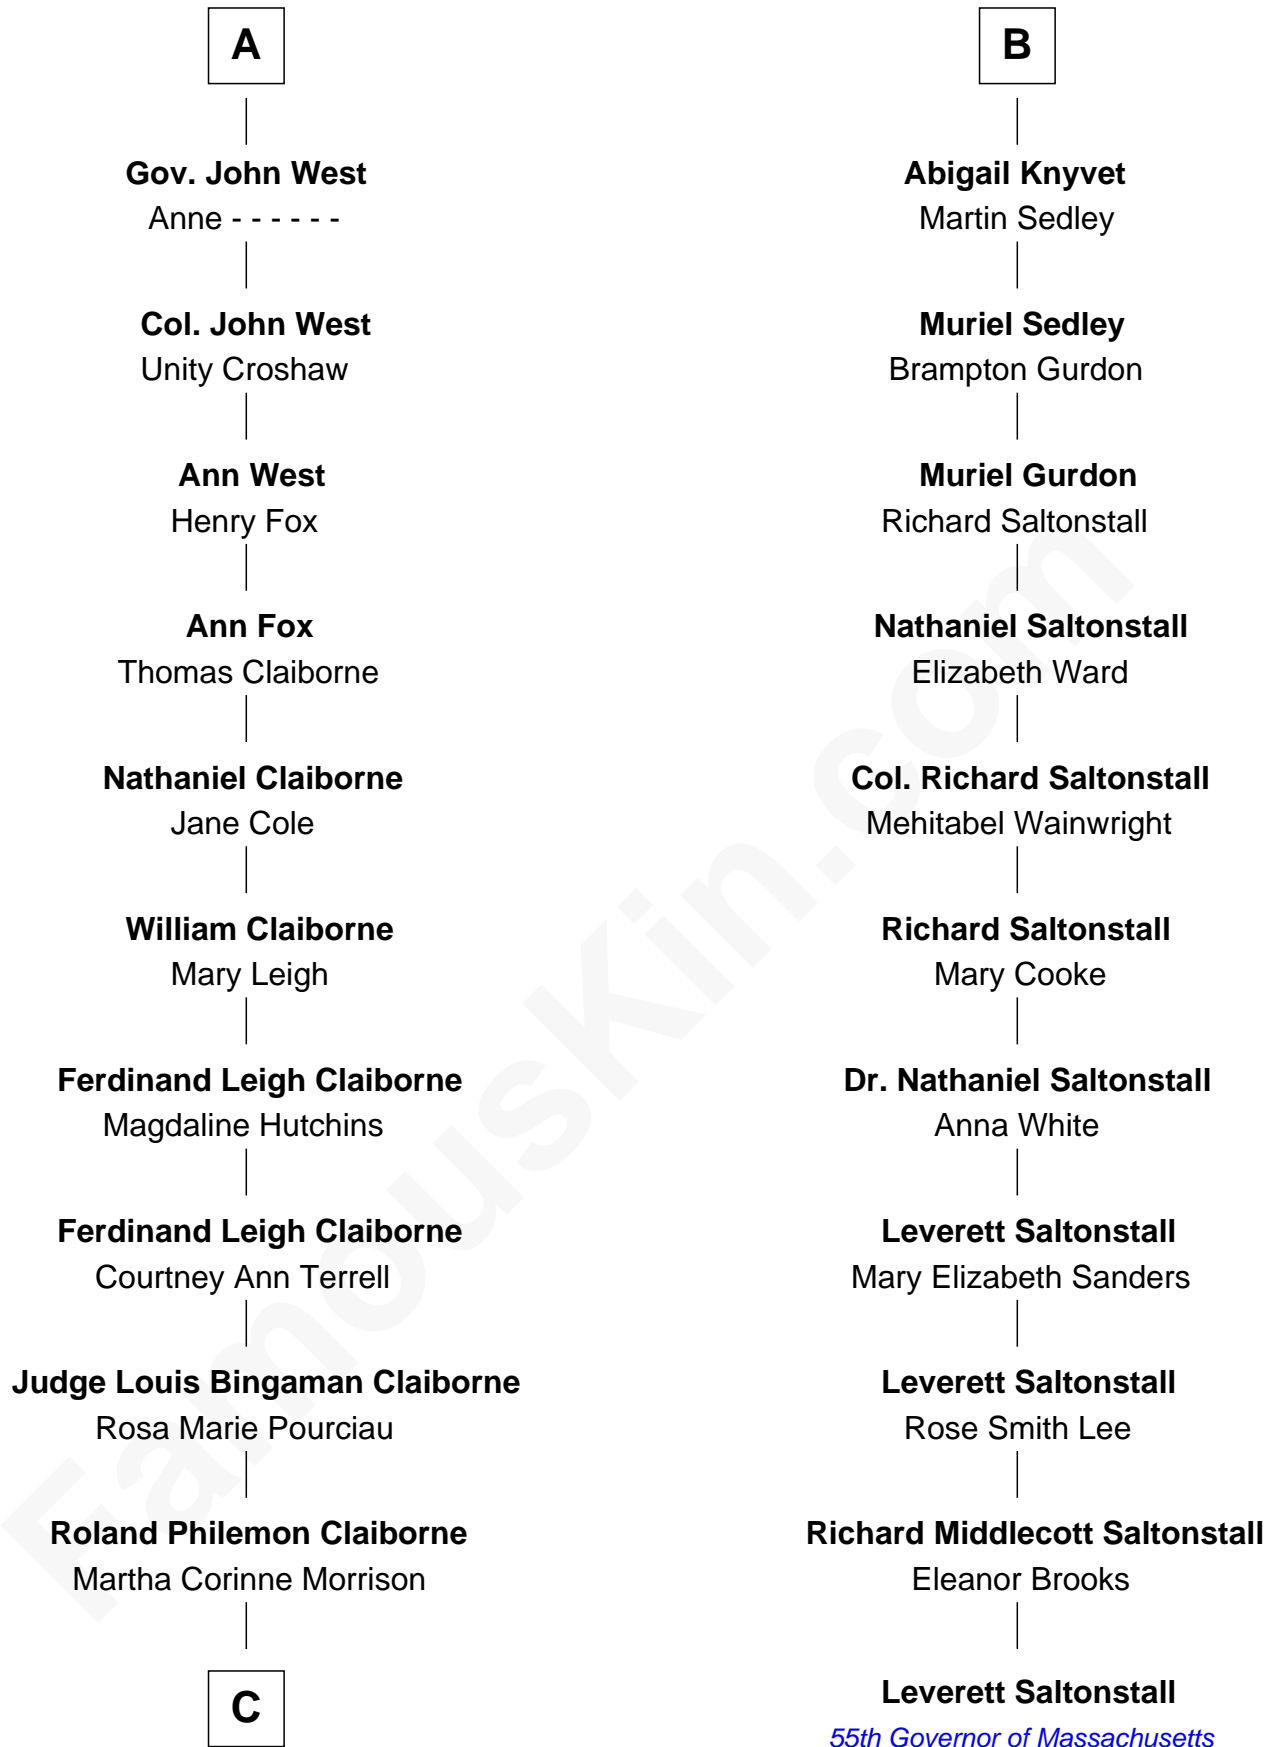 A
Gov. John West
Anne - - - - - -
Col. John West
Unity Croshaw
Ann West
Henry Fox
Ann Fox
Thomas Claiborne
Nathaniel Claiborne
Jane Cole
William Claiborne
Mary Leigh
Ferdinand Leigh Claiborne
Magdaline Hutchins
Ferdinand Leigh Claiborne
Courtney Ann Terrell
Judge Louis Bingaman Claiborne
Rosa Marie Pourciau
Roland Philemon Claiborne
Martha Corinne Morrison
C
B
Abigail Knyvet
Martin Sedley
Muriel Sedley
Brampton Gurdon
Muriel Gurdon
Richard Saltonstall
Nathaniel Saltonstall
Elizabeth Ward
Col. Richard Saltonstall
Mehitabel Wainwright
Richard Saltonstall
Mary Cooke
Dr. Nathaniel Saltonstall
Anna White
Leverett Saltonstall
Mary Elizabeth Sanders
Leverett Saltonstall
Rose Smith Lee
Richard Middlecott Saltonstall
Eleanor Brooks
Leverett Saltonstall
55th Governor of Massachusetts
FamousKin.com